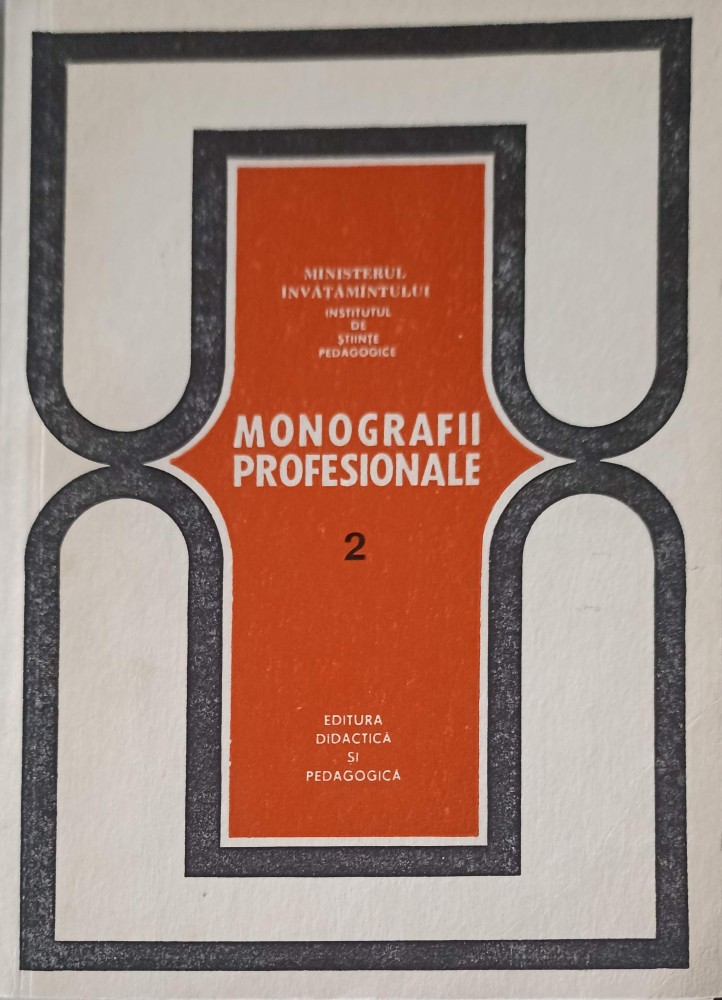 MINISTERUL
ÎNVĂȚĂMÎNTULUI
INSTITUTUL
DE
ȘTIINȚE
PEDAGOGICE
MONOGRAFII
PROFESIONALE
2
EDITURA
DIDACTICĂ
ȘI
PEDAGOGICĂ